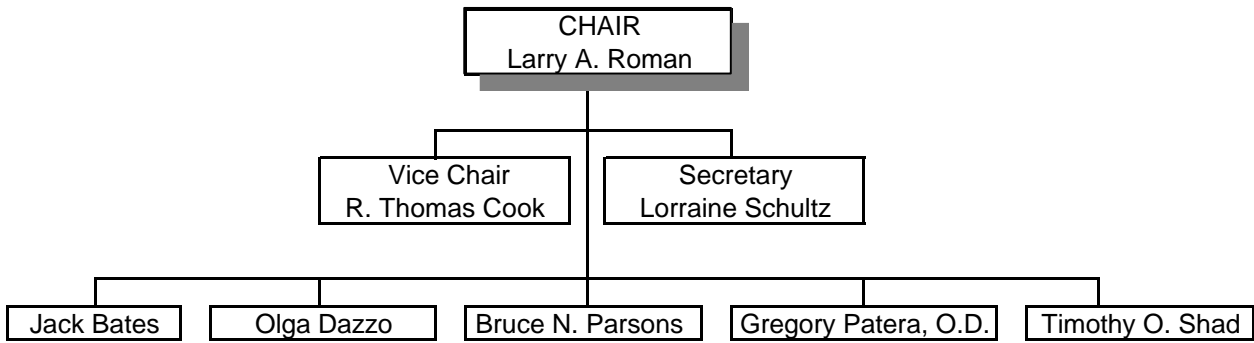 CHAIR
Larry A. Roman
Vice Chair
R. Thomas Cook
Secretary
Lorraine Schultz
Jack Bates
Olga Dazzo
Bruce N. Parsons
Gregory Patera, O.D.
Timothy O. Shad